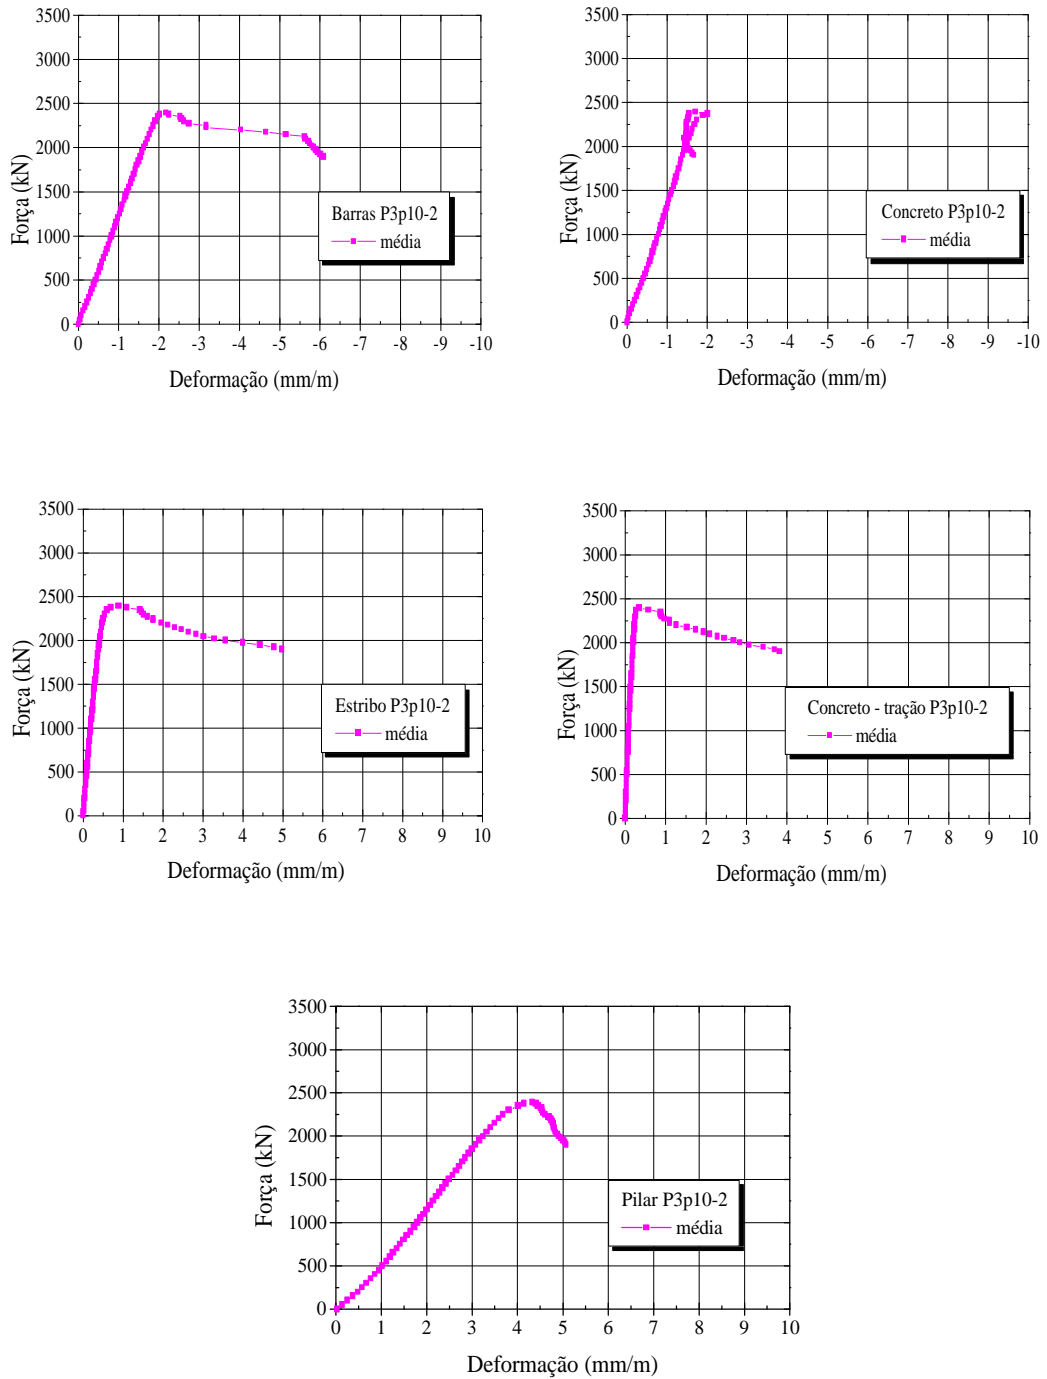 3500
3000
2500
2000
1500
1000
500
0
Força (kN)
Barras P3p10-2
média
0 -1 -2 -3 -4 -5 -6 -7 -8 -9 -10
Deformação (mm/m)
3500
3000
2500
2000
1500
1000
500
0
Força (kN)
Concreto P3p10-2
média
0 -1 -2 -3 -4 -5 -6 -7 -8 -9 -10
Deformação (mm/m)
3500
3000
2500
2000
1500
1000
500
0
Força (kN)
Estribo P3p10-2
média
0 1 2 3 4 5 6 7 8 9 10
Deformação (mm/m)
3500
3000
2500
2000
1500
1000
500
0
Força (kN)
Concreto - tração P3p10-2
média
0 1 2 3 4 5 6 7 8 9 10
Deformação (mm/m)
3500
3000
2500
2000
1500
1000
500
0
Força (kN)
Pilar P3p10-2
média
0 1 2 3 4 5 6 7 8 9 10
Deformação (mm/m)